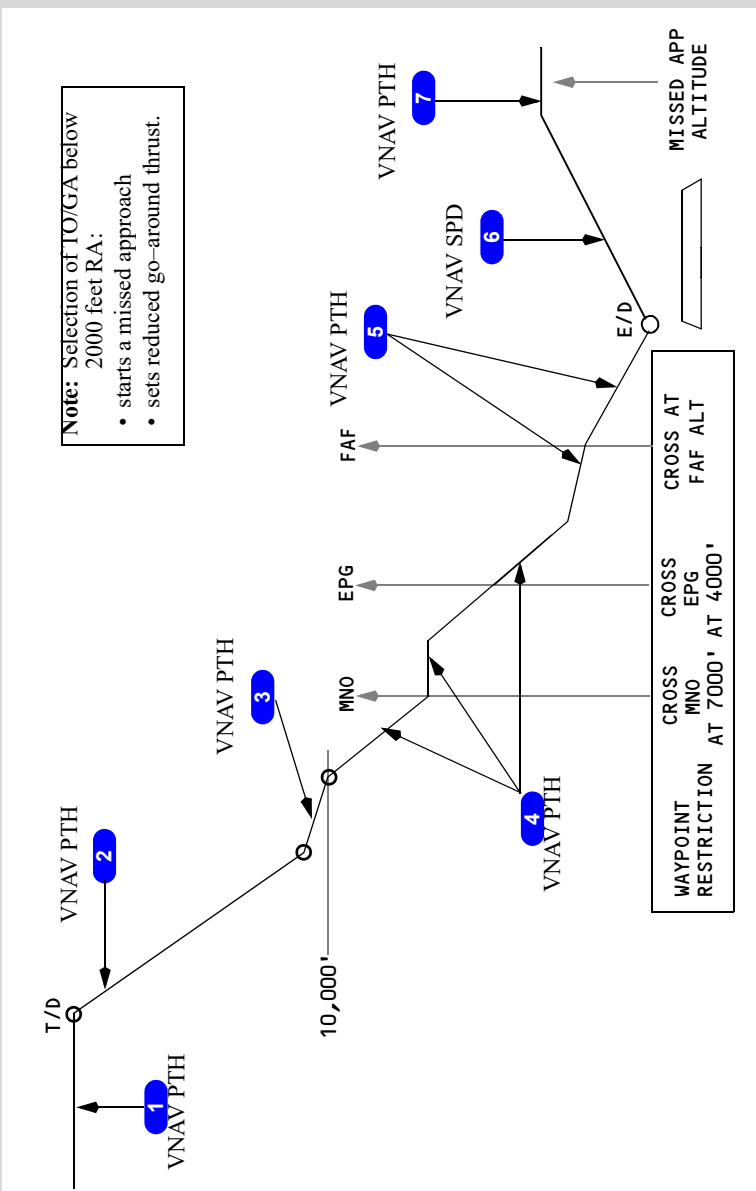 Note: Selection of TO/GA below
2000 feet RA:
• starts a missed approach
• sets reduced go–around thrust.
T/D
1
VNAV PTH
VNAV PTH
2
10,000'
VNAV PTH
3
4
VNAV PTH
MNO
EPG
FAF
VNAV PTH
5
E/D
VNAV SPD
6
VNAV PTH
7
MISSED APP
ALTITUDE
WAYPOINT
RESTRICTION
CROSS
MNO
AT 7000'
CROSS
EPG
AT 4000'
CROSS AT
FAF ALT